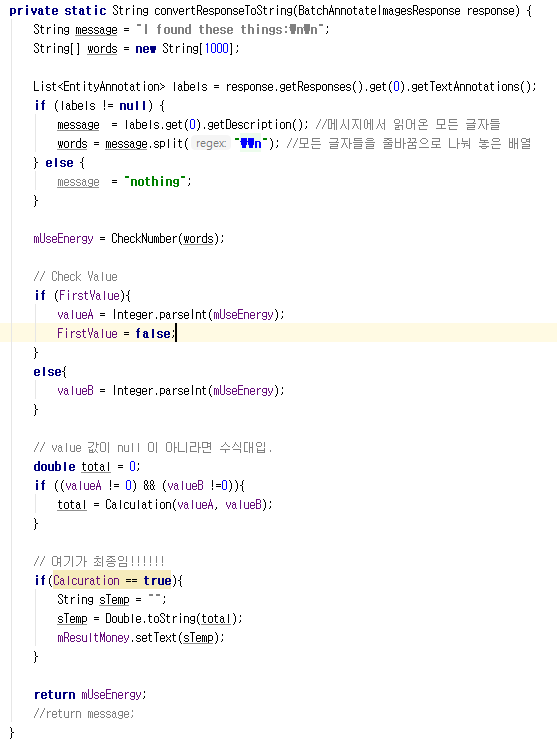 private static String convertResponseToString(BatchAnnotateImagesResponse response) {
String message = "I found these things:₩n₩n";
String[] words = new String[1000];
List<EntityAnnotation> labels = response.getResponses().get(0).getTextAnnotations();
if (labels != null) {
message = labels.get(0).getDescription(); //메시지에서 읽어온 모든 글자들
words = message.split( regex: "₩₩n"); //모든 글자들을 줄바꿈으로 나눠 놓은 배열
} else {
message = "nothing";
}
mUseEnergy = CheckNumber(words);
// Check Value
if (FirstValue){
valueA = Integer.parseInt(mUseEnergy);
FirstValue = false;
}
else{
valueB = Integer.parseInt(mUseEnergy);
}
// value 값이 null 이 아니라면 수식대입.
double total = 0;
if ((valueA != 0) && (valueB !=0)){
total = Calculation(valueA, valueB);
}
// 여기가 최종임!!!!!!
if(Calcuration == true){
String sTemp = "";
sTemp = Double.toString(total);
mResultMoney.setText(sTemp);
}
return mUseEnergy;
//return message;
}